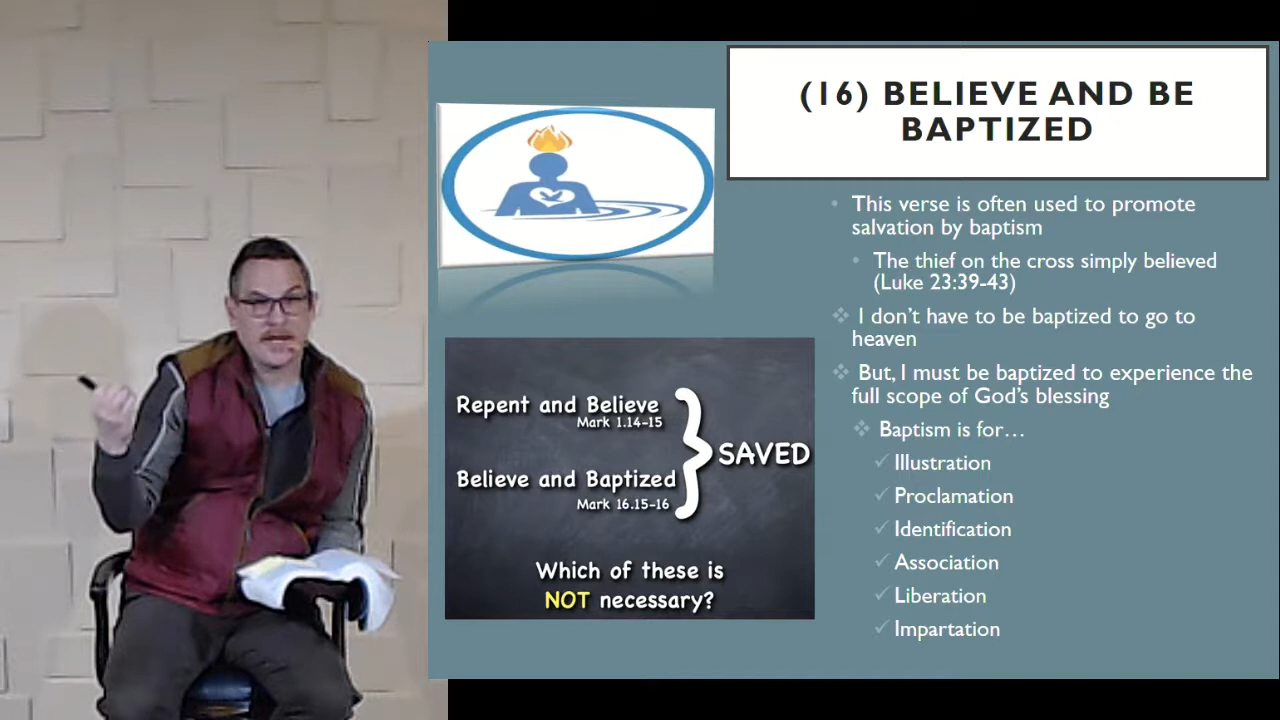 (16) BELIEVE AND BE
BAPTIZED
This verse is often used to promote
salvation by baptism
The thief on the cross simply believed
(Luke 23:39-43)
I don't have to be baptized to go to
heaven
But, I must be baptized to experience the
full scope of God's blessing
Baptism is for…
Illustration
Proclamation
Identification
Association
Liberation
Impartation
Repent and Believe
Mark 1.14-15
Believe and Baptized
Mark 16.15-16
SAVED
Which of these is
NOT necessary?